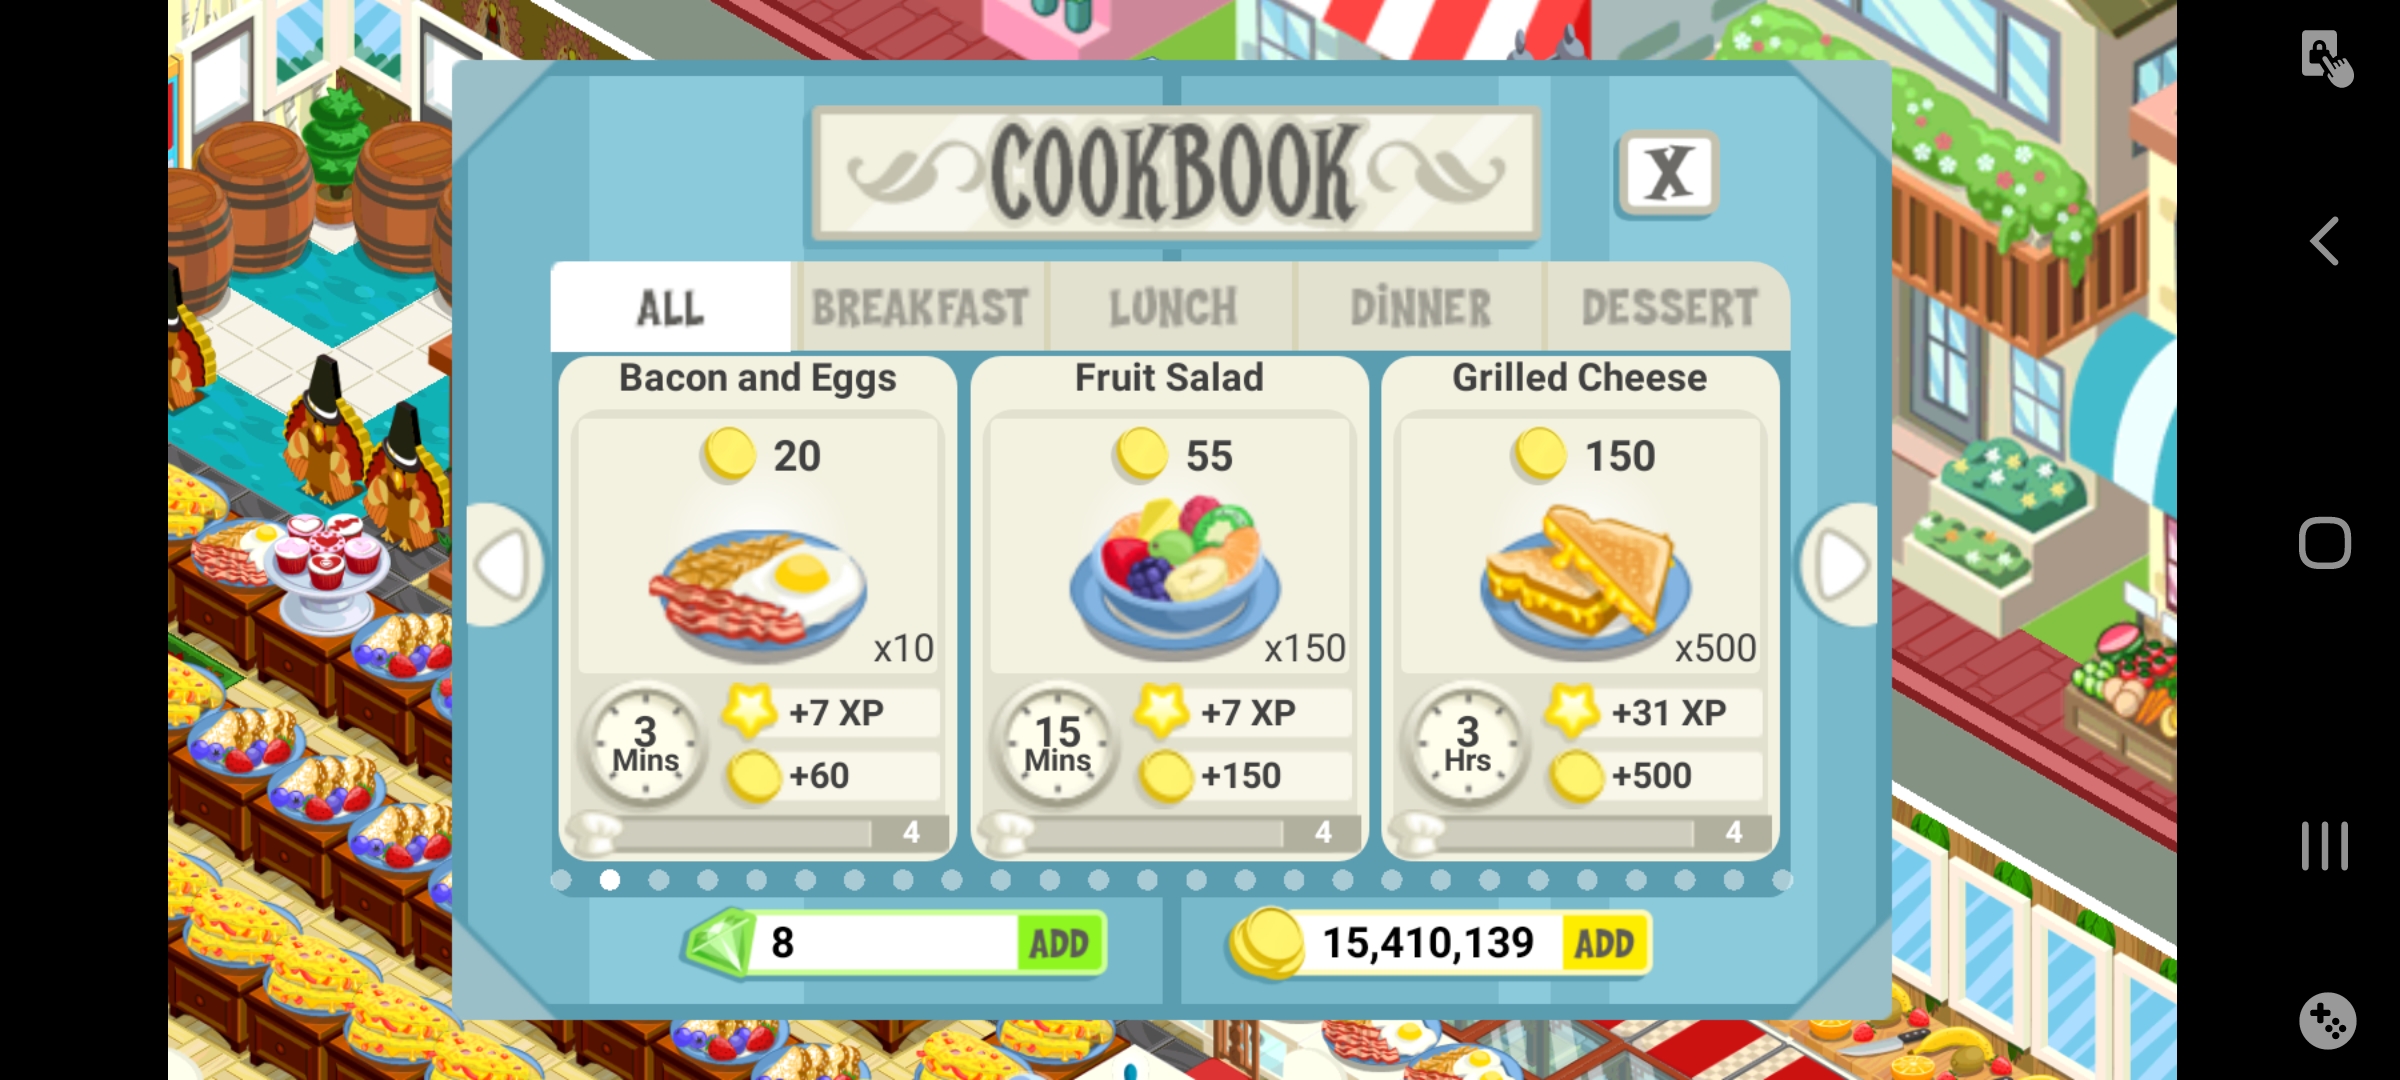 COOKBOOK
X
ALL
BREAKFAST
LUNCH
DINNER
DESSERT
Bacon and Eggs
20
x10
3
Mins
+7 XP
+60
4
Fruit Salad
55
x150
15
Mins
+7 XP
+150
4
Grilled Cheese
150
x500
3
Hrs
+31 XP
+500
4
8
ADD
15,410,139
ADD